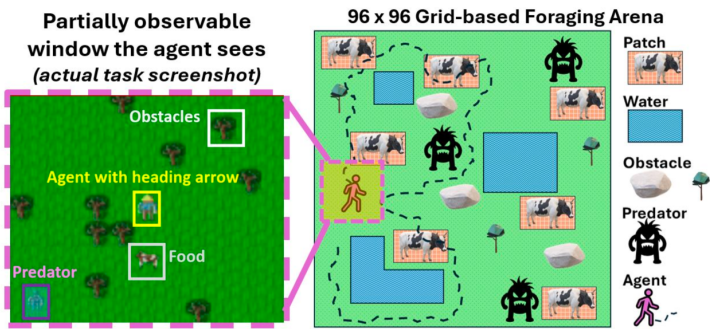 Partially observable
window the agent sees
(actual task screenshot)
Obstacles
Agent with heading arrow
Food
Predator
96 x 96 Grid-based Foraging Arena
Patch
Water
Obstacle
Predator
Agent